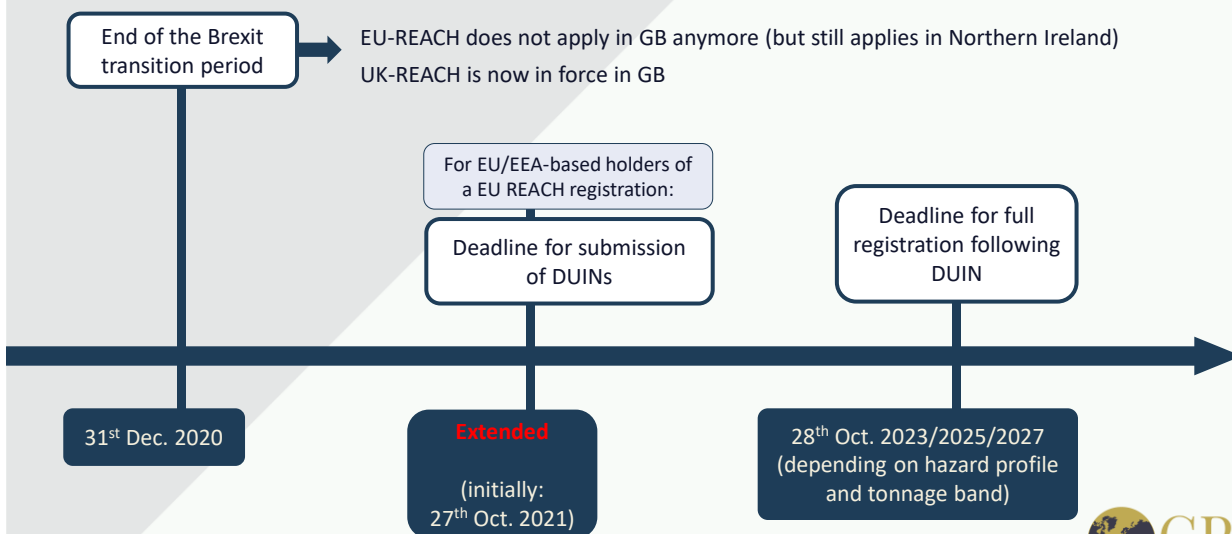 End of the Brexit
transition period
EU-REACH does not apply in GB anymore (but still applies in Northern Ireland)
UK-REACH is now in force in GB
For EU/EEA-based holders of
a EU REACH registration:
Deadline for submission
of DUINs
Deadline for full
registration following
DUIN
31st Dec. 2020
Extended
(initially:
27th Oct. 2021)
28th Oct. 2023/2025/2027
(depending on hazard profile
and tonnage band)